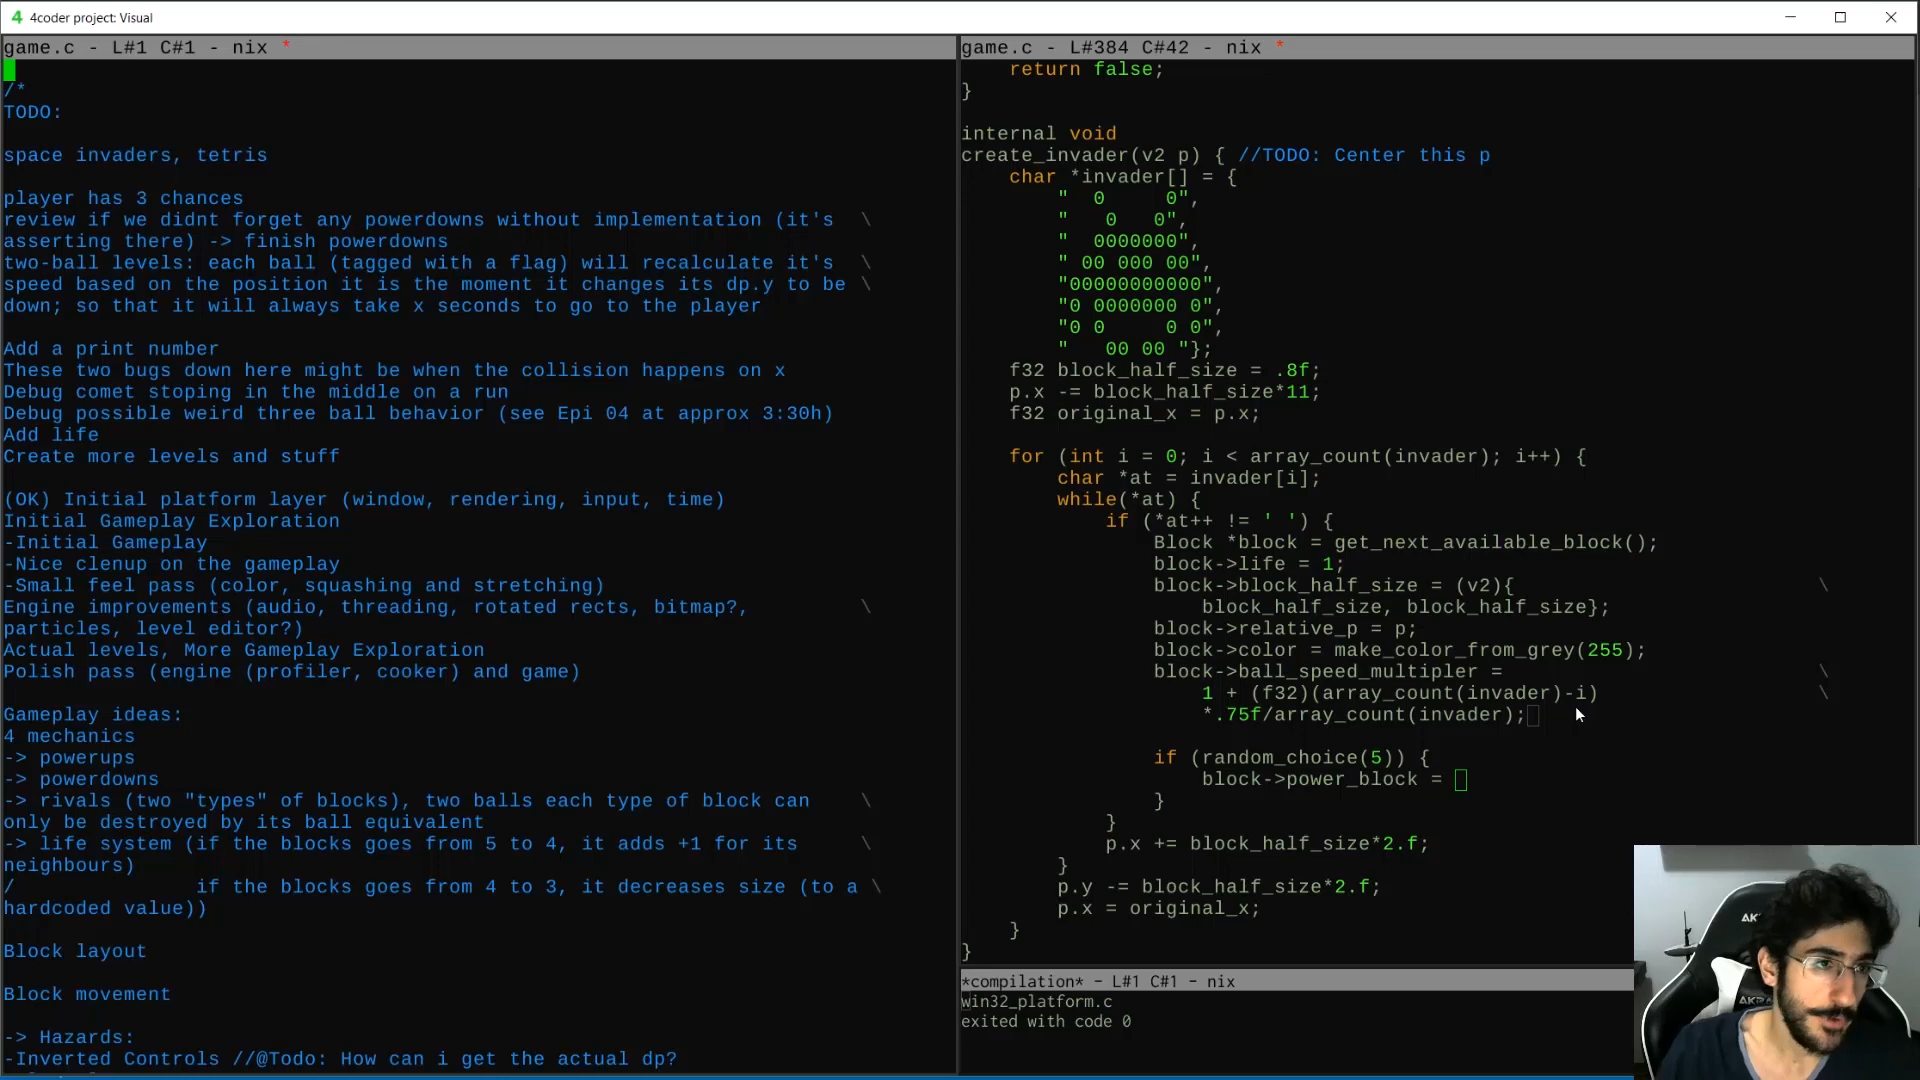 4 4coder project: Visual
game.c - L#1 C#1 - nix *
/*
TODO:
space invaders, tetris
player has 3 chances
review if we didnt forget any powerdowns without implementation (it's \
asserting there) -> finish powerdowns
two-ball levels: each ball (tagged with a flag) will recalculate it's \
speed based on the position it is the moment it changes its dp.y to be \
down; so that it will always take x seconds to go to the player
Add a print number
These two bugs down here might be when the collision happens on x
Debug comet stoping in the middle on a run
Debug possible weird three ball behavior (see Epi 04 at approx 3:30h)
Add life
Create more levels and stuff
(OK) Initial platform layer (window, rendering, input, time)
Initial Gameplay Exploration
-Initial Gameplay
-Nice clenup on the gameplay
-Small feel pass (color, squashing and stretching)
Engine improvements (audio, threading, rotated rects, bitmap?, \
particles, level editor?)
Actual levels, More Gameplay Exploration
Polish pass (engine (profiler, cooker) and game)
Gameplay ideas:
4 mechanics
-> powerups
-> powerdowns
-> rivals (two "types" of blocks), two balls each type of block can \
only be destroyed by its ball equivalent
-> life system (if the blocks goes from 5 to 4, it adds +1 for its \
neighbours)
/ if the blocks goes from 4 to 3, it decreases size (to a \
hardcoded value))
Block layout
Block movement
-> Hazards:
-Inverted Controls //@Todo: How can i get the actual dp?
game.c - L#384 C#42 - nix *
return false;
}
internal void
create_invader(v2 p) { //TODO: Center this p
char *invader[] = {
"  0     0",
"   0   0",
"  0000000",
" 00 000 00",
"00000000000",
"0 0000000 0",
"0 0     0 0",
"   00 00 "};
f32 block_half_size = .8f;
p.x -= block_half_size*11;
f32 original_x = p.x;
for (int i = 0; i < array_count(invader); i++) {
char *at = invader[i];
while(*at) {
if (*at++ != ' ') {
Block *block = get_next_available_block();
block->life = 1;
block->block_half_size = (v2){ \
block_half_size, block_half_size};
block->relative_p = p;
block->color = make_color_from_grey(255);
block->ball_speed_multipler = \
1 + (f32)(array_count(invader)-i) \
*.75f/array_count(invader);
if (random_choice(5)) {
block->power_block =
}
}
p.x += block_half_size*2.f;
}
p.y -= block_half_size*2.f;
p.x = original_x;
}
}
*compilation* - L#1 C#1 - nix
win32_platform.c
exited with code 0